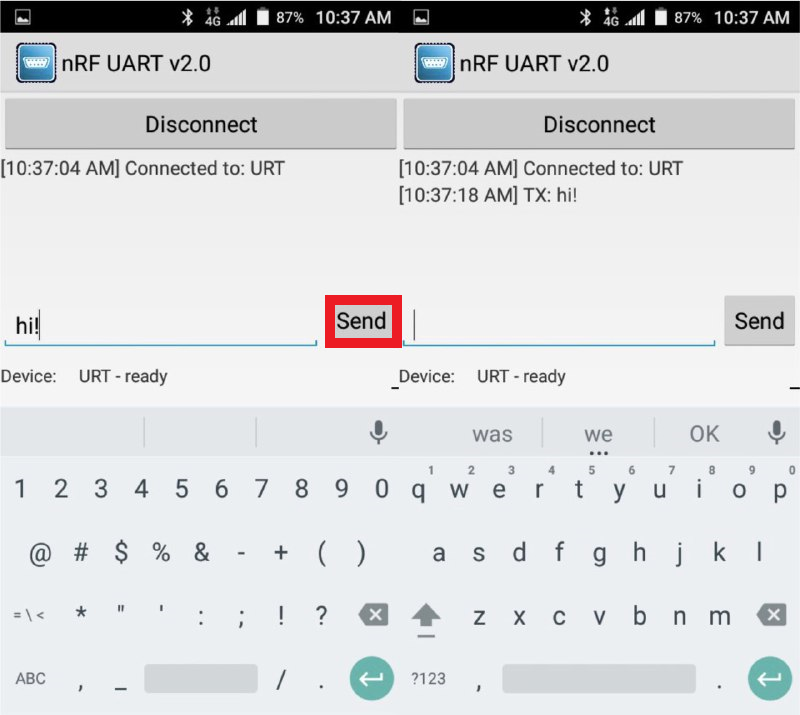 4G 87% 10:37 AM
nRF UART v2.0
Disconnect
[10:37:04 AM] Connected to: URT
hi!
Send
Device: URT - ready
1 2 3 4 5 6 7 8 9 0
@ # $ % & - + ( )
= \ < * " ' : ; ! ?
ABC , _ / .
4G 87% 10:37 AM
nRF UART v2.0
Disconnect
[10:37:04 AM] Connected to: URT
[10:37:18 AM] TX: hi!
Send
Device: URT - ready
was we OK
1 2 3 4 5 6 7 8 9 0
q w e r t y u i o p
a s d f g h j k l
z x c v b n m
?123 , .